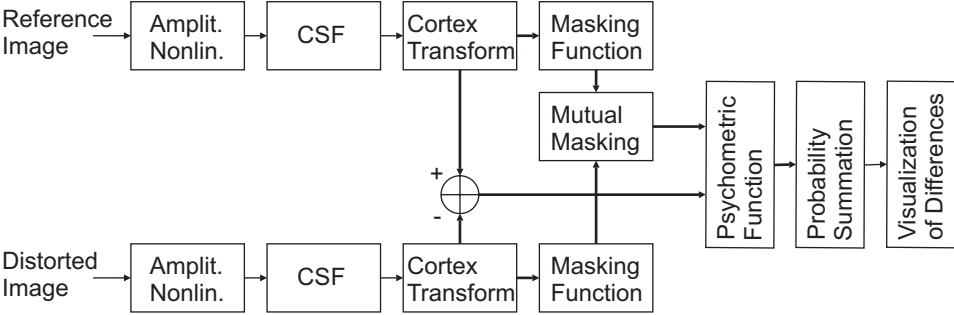 Reference
Image
Amplit.
Nonlin.
CSF
Cortex
Transform
Masking
Function
Mutual
Masking
+
-
Psychometric
Function
Probability
Summation
Visualization
of Differences
Distorted
Image
Amplit.
Nonlin.
CSF
Cortex
Transform
Masking
Function